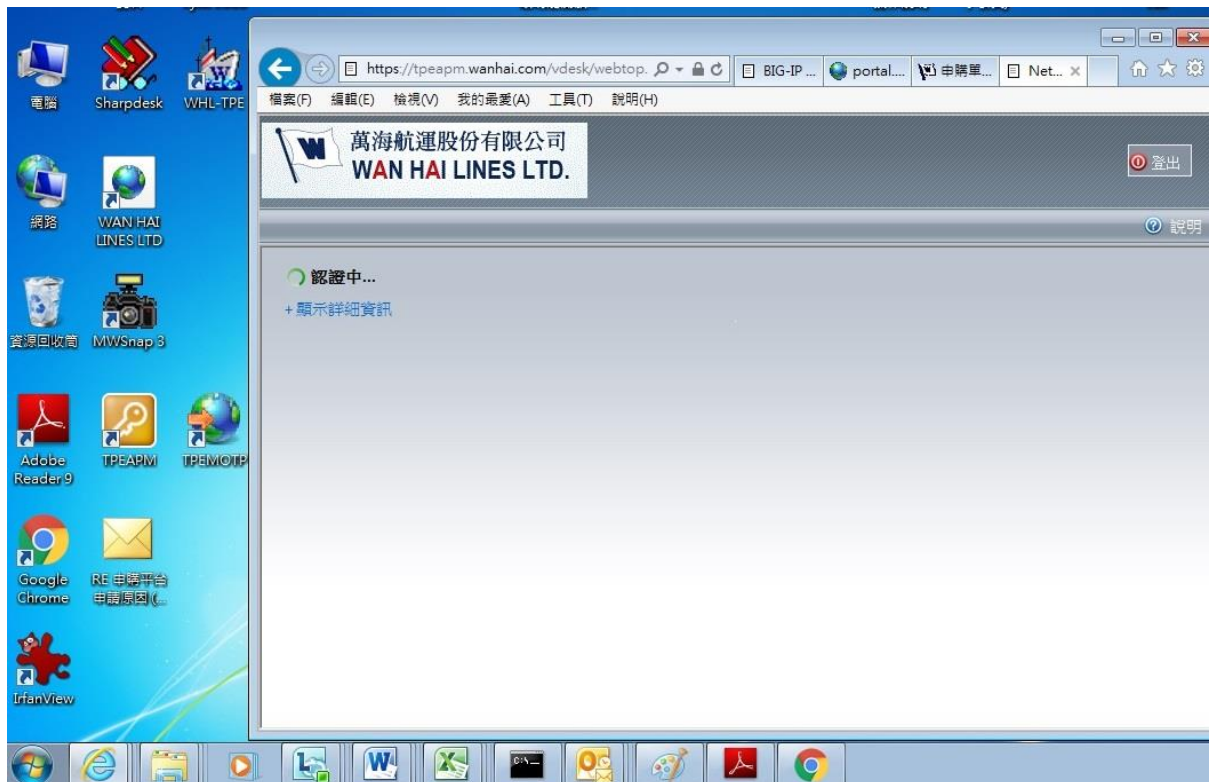 https://tpeapm.wanhai.com/vdesk/webtop.
BIG-IP ...
portal....
申購單...
Net...
檔案(F) 編輯(E) 檢視(V) 我的最愛(A) 工具(T) 說明(H)
W
萬海航運股份有限公司
WAN HAI LINES LTD.
登出
說明
認證中...
+ 顯示詳細資訊
電腦
Sharpdesk
WHL-TPE
網路
WAN HAI
LINES LTD
資源回收筒
MWSnap 3
Adobe
Reader 9
TPEAPM
TPEMOTP
Google
Chrome
RE 申購平台
申請原因 (...
IrfanView